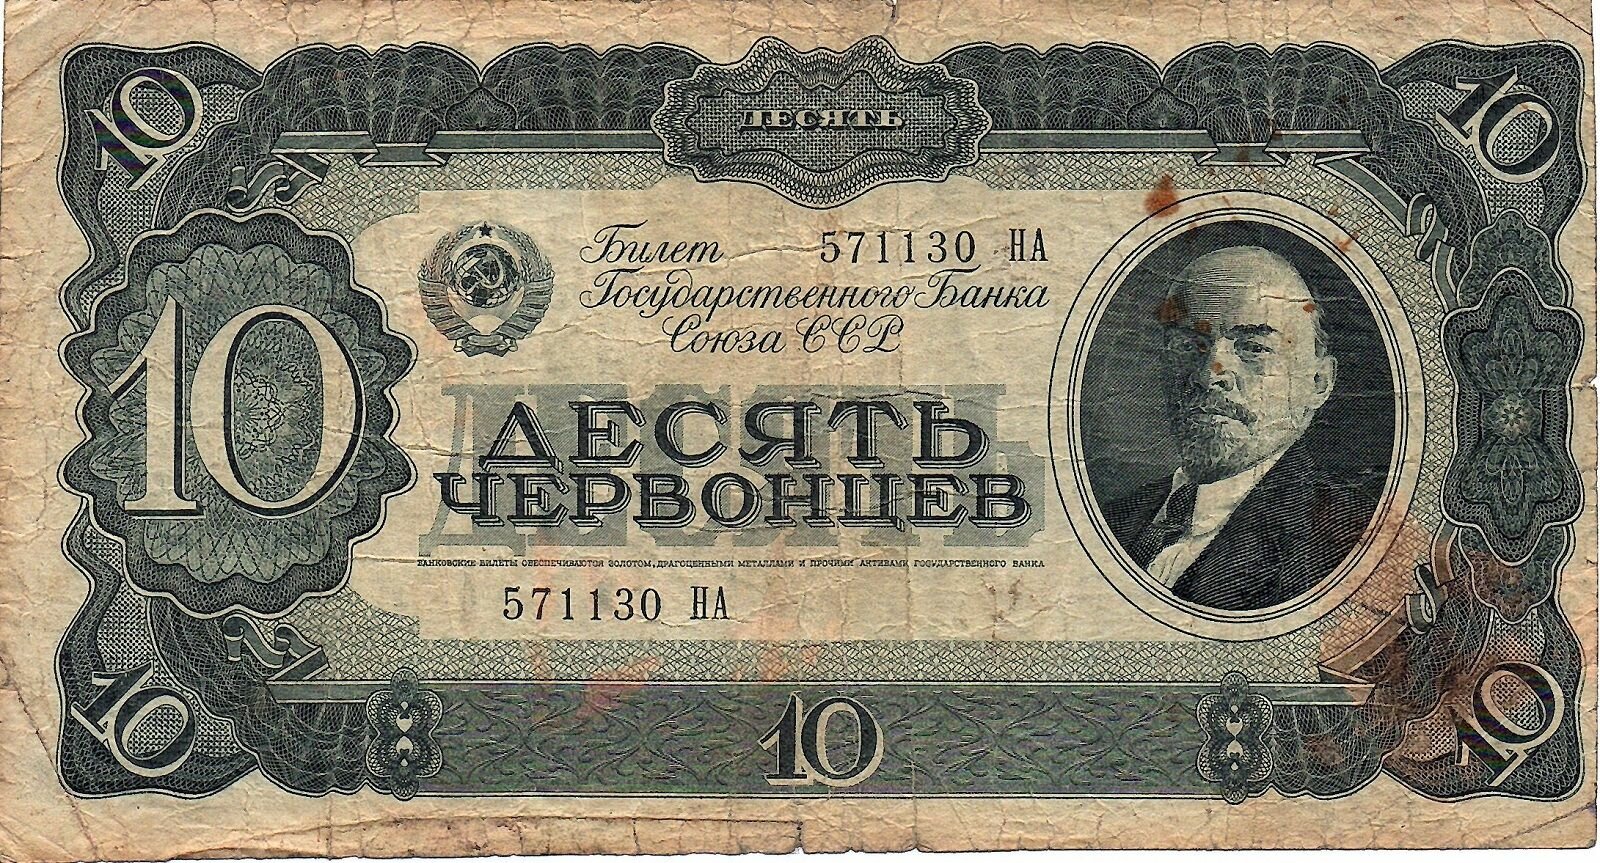 10
ДЕСЯТЬ
10
Билет 571130 НА
Государственного Банка
Союза ССР
10
ДЕСЯТЬ
ДЕСЯТЬ
ЧЕРВОНЦЕВ
БАНКОВСКИЕ БИЛЕТЫ ОБЕСПЕЧИВАЮТСЯ ЗОЛОТОМ, ДРАГОЦЕННЫМИ МЕТАЛЛАМИ И ПРОЧИМИ АКТИВАМИ ГОСУДАРСТВЕННОГО БАНКА
571130 НА
10
10
10